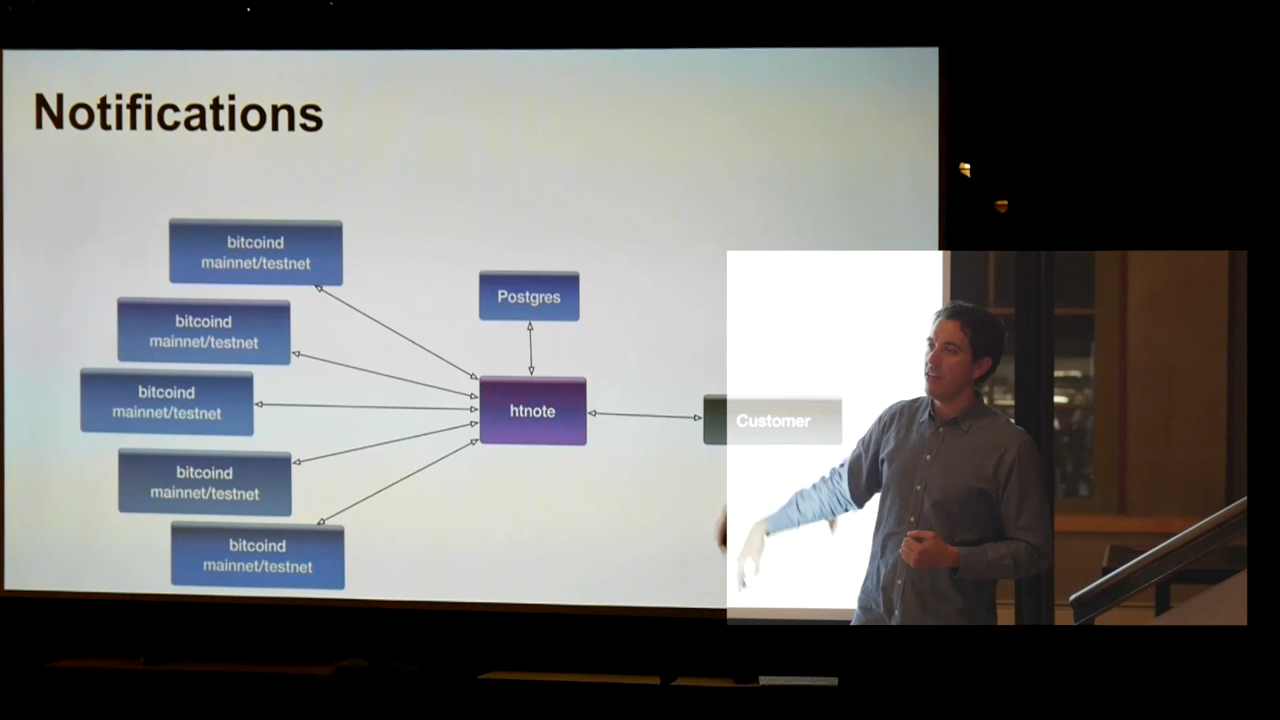 Notifications
bitcoind
mainnet/testnet
bitcoind
mainnet/testnet
Postgres
bitcoind
mainnet/testnet
htnote
Customer
bitcoind
mainnet/testnet
bitcoind
mainnet/testnet